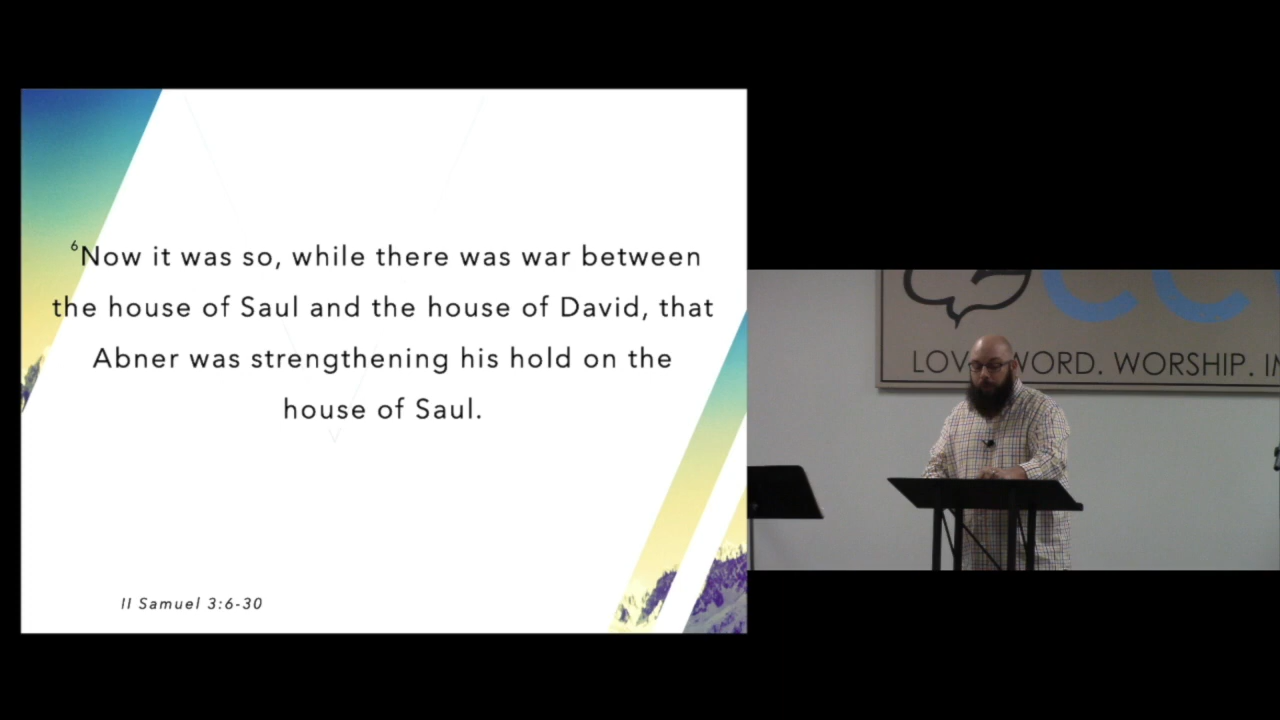 ⁶Now it was so, while there was war between
the house of Saul and the house of David, that
Abner was strengthening his hold on the
house of Saul.
II Samuel 3:6-30
CC
LOV WORD. WORSHIP. I